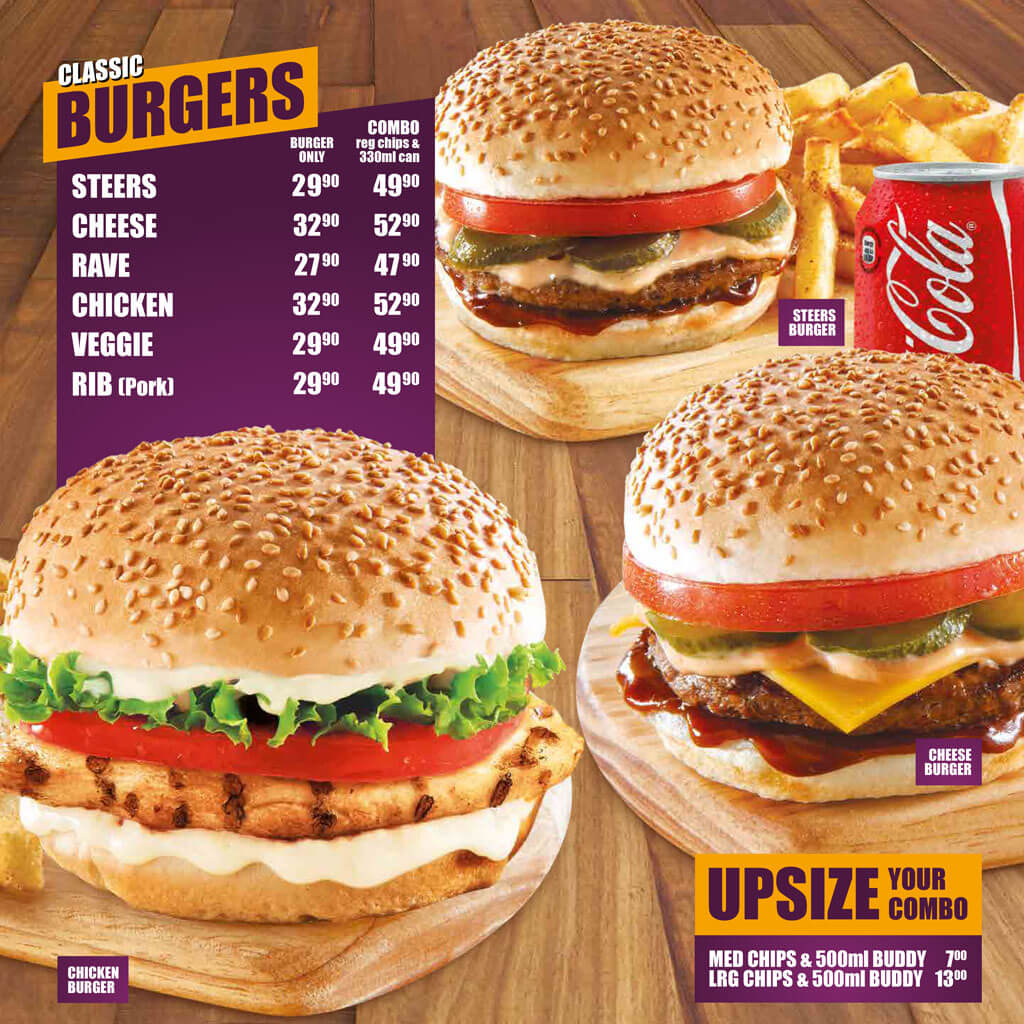 CLASSIC
BURGERS
BURGER ONLY
COMBO
reg chips & 330ml can
STEERS 29⁹⁰ 49⁹⁰
CHEESE 32⁹⁰ 52⁹⁰
RAVE 27⁹⁰ 47⁹⁰
CHICKEN 32⁹⁰ 52⁹⁰
VEGGIE 29⁹⁰ 49⁹⁰
RIB (Pork) 29⁹⁰ 49⁹⁰
Cola®
STEERS
BURGER
CHEESE
BURGER
CHICKEN
BURGER
UPSIZE YOUR COMBO
MED CHIPS & 500ml BUDDY 7⁰⁰
LRG CHIPS & 500ml BUDDY 13⁰⁰